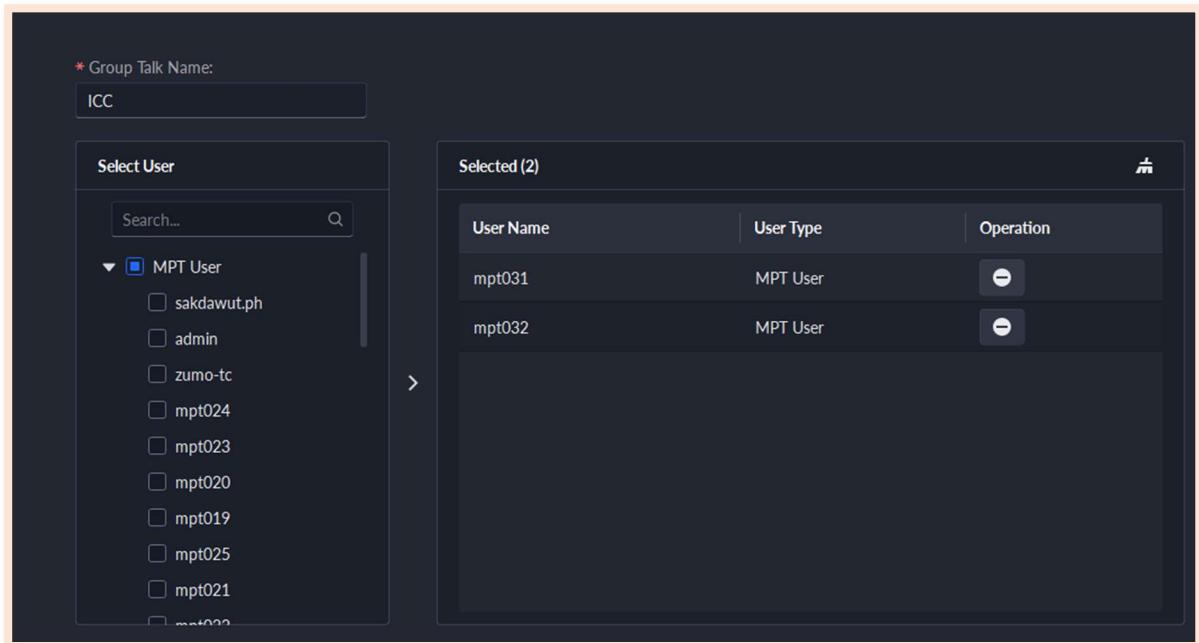 * Group Talk Name:
ICC
Select User
Search...
MPT User
sakdawut.ph
admin
zumo-tc
mpt024
mpt023
mpt020
mpt019
mpt025
mpt021
Selected (2)
User Name User Type Operation
mpt031 MPT User
mpt032 MPT User